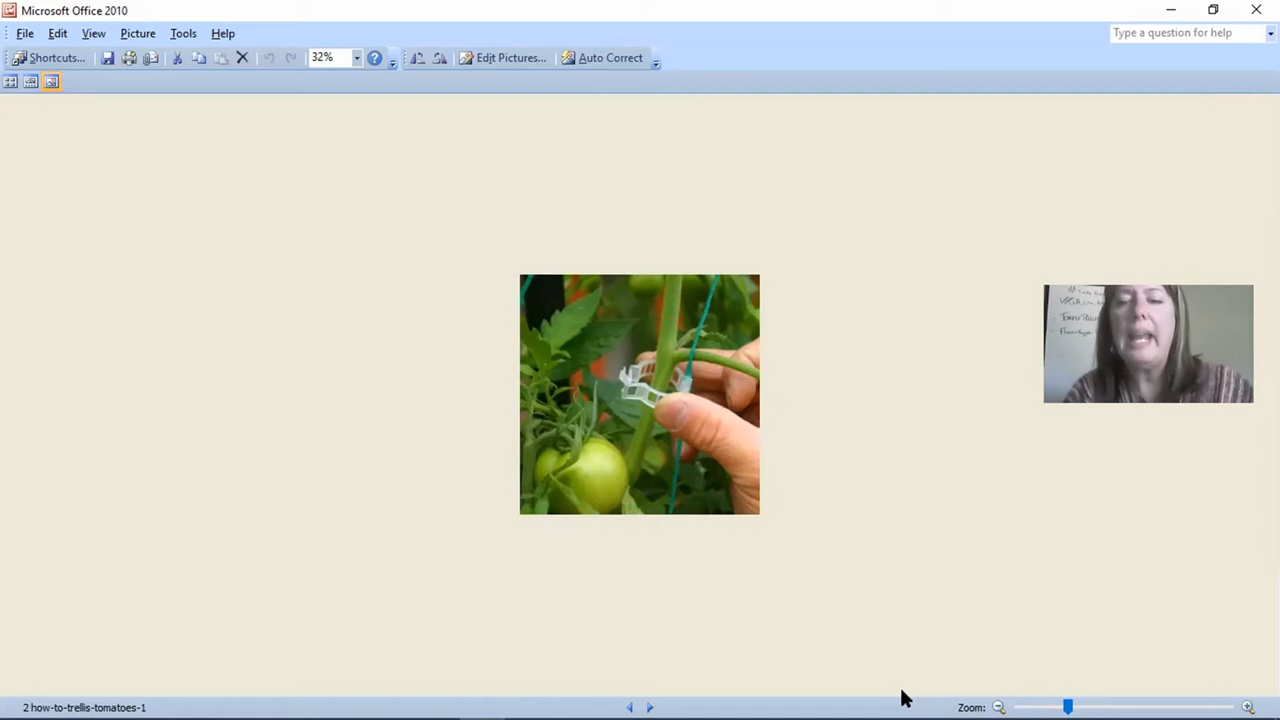 Microsoft Office 2010
File Edit View Picture Tools Help
Type a question for help
Shortcuts... 32% Edit Pictures... Auto Correct
2 how-to-trellis-tomatoes-1
Zoom: